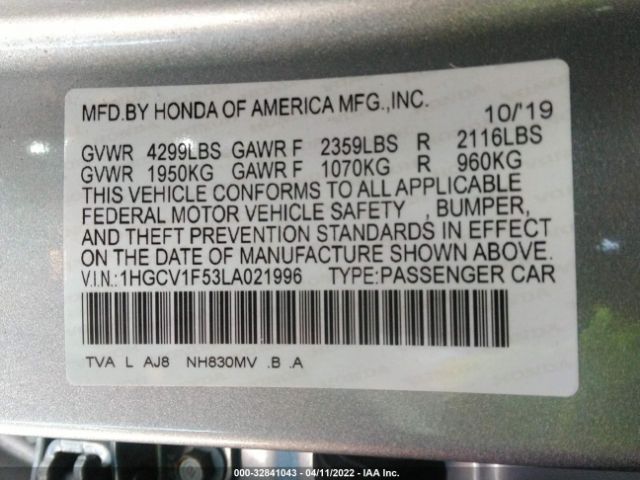 MFD.BY HONDA OF AMERICA MFG.,INC. 10/'19
GVWR 4299LBS GAWR F 2359LBS R 2116LBS
GVWR 1950KG GAWR F 1070KG R 960KG
THIS VEHICLE CONFORMS TO ALL APPLICABLE
FEDERAL MOTOR VEHICLE SAFETY , BUMPER,
AND THEFT PREVENTION STANDARDS IN EFFECT
ON THE DATE OF MANUFACTURE SHOWN ABOVE.
V.I.N.:1HGCV1F53LA021996 TYPE:PASSENGER CAR
TVA L AJ8 NH830MV .B .A
000-32841043 - 04/11/2022 - IAA Inc.